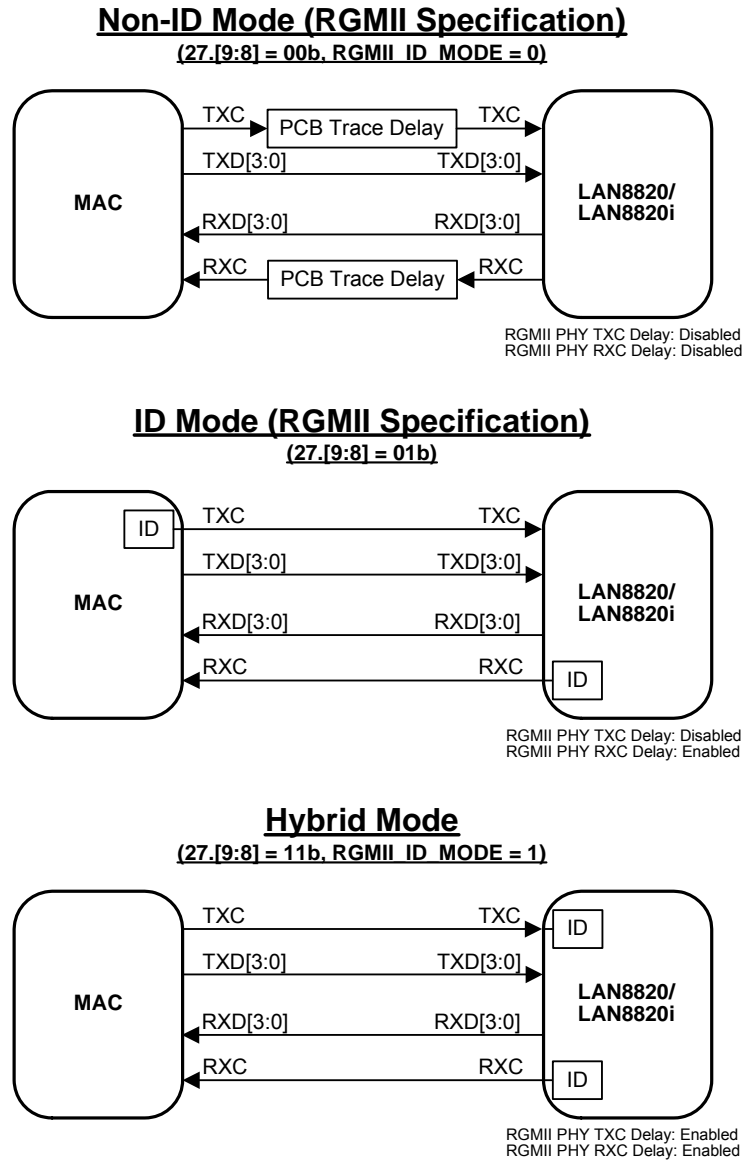 Non-ID Mode (RGMII Specification)
(27.[9:8] = 00b, RGMII_ID_MODE = 0)
TXC
PCB Trace Delay
TXC
TXD[3:0]
TXD[3:0]
MAC
LAN8820/
LAN8820i
RXD[3:0]
RXD[3:0]
RXC
PCB Trace Delay
RXC
RGMII PHY TXC Delay: Disabled
RGMII PHY RXC Delay: Disabled
ID Mode (RGMII Specification)
(27.[9:8] = 01b)
ID
TXC
TXC
TXD[3:0]
TXD[3:0]
MAC
LAN8820/
LAN8820i
RXD[3:0]
RXD[3:0]
RXC
RXC
ID
RGMII PHY TXC Delay: Disabled
RGMII PHY RXC Delay: Enabled
Hybrid Mode
(27.[9:8] = 11b, RGMII_ID_MODE = 1)
TXC
TXC
ID
TXD[3:0]
TXD[3:0]
MAC
LAN8820/
LAN8820i
RXD[3:0]
RXD[3:0]
RXC
RXC
ID
RGMII PHY TXC Delay: Enabled
RGMII PHY RXC Delay: Enabled